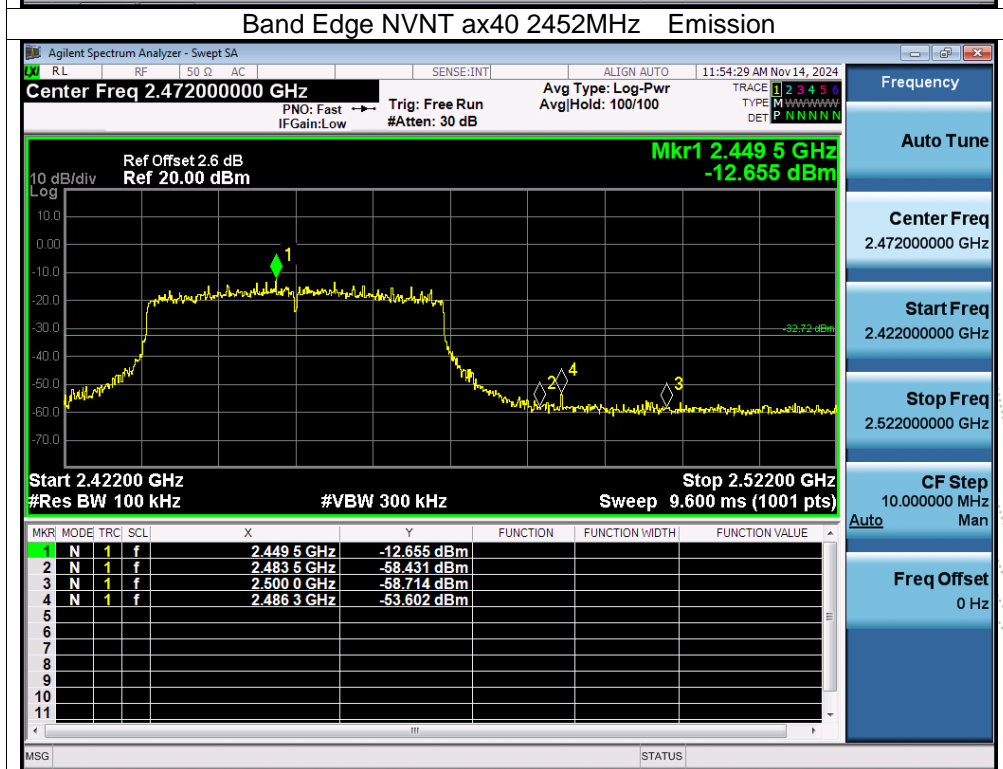 Band Edge NVNT ax40 2452MHz Emission
Agilent Spectrum Analyzer - Swept SA
LXI RL RF 50 Ω AC SENSE:INT ALIGN AUTO 11:54:29 AM Nov 14, 2024
Center Freq 2.472000000 GHz
PNO: Fast
IFGain:Low
Trig: Free Run
#Atten: 30 dB
Avg Type: Log-Pwr
Avg|Hold: 100/100
TRACE 1 2 3 4 5 6
TYPE M WWWWW
DET P N N N N N
Mkr1 2.449 5 GHz
-12.655 dBm
Ref Offset 2.6 dB
10 dB/div Ref 20.00 dBm
Log
10.0
0.00
-10.0
-20.0
-30.0
-40.0
-50.0
-60.0
-70.0
1
2
4
3
-32.72 dBm
Start 2.42200 GHz Stop 2.52200 GHz
#Res BW 100 kHz #VBW 300 kHz Sweep 9.600 ms (1001 pts)
MKR MODE TRC SCL X Y FUNCTION FUNCTION WIDTH FUNCTION VALUE
1 N 1 f 2.449 5 GHz -12.655 dBm
2 N 1 f 2.483 5 GHz -58.431 dBm
3 N 1 f 2.500 0 GHz -58.714 dBm
4 N 1 f 2.486 3 GHz -53.602 dBm
5
6
7
8
9
10
11
MSG STATUS
Frequency
Auto Tune
Center Freq
2.472000000 GHz
Start Freq
2.422000000 GHz
Stop Freq
2.522000000 GHz
CF Step
10.000000 MHz
Auto Man
Freq Offset
0 Hz